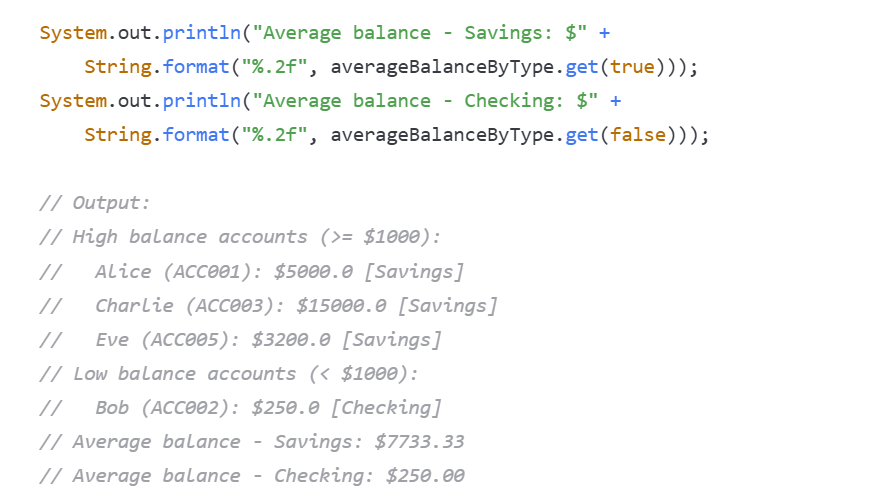 System.out.println("Average balance - Savings: $" +
    String.format("%.2f", averageBalanceByType.get(true)));
System.out.println("Average balance - Checking: $" +
    String.format("%.2f", averageBalanceByType.get(false)));

// Output:
// High balance accounts (>= $1000):
//   Alice (ACC001): $5000.0 [Savings]
//   Charlie (ACC003): $15000.0 [Savings]
//   Eve (ACC005): $3200.0 [Savings]
// Low balance accounts (< $1000):
//   Bob (ACC002): $250.0 [Checking]
// Average balance - Savings: $7733.33
// Average balance - Checking: $250.00